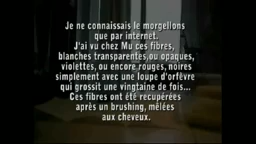 Je ne connaissais le morgellons
que par internet.
J'ai vu chez Mu ces fibres,
blanches transparentes,ou opaques,
violettes, ou encore rouges, noires
simplement avec une loupe d'orfèvre
qui grossit une vingtaine de fois...
Ces fibres ont été recupérées
après un brushing, mêlées
aux cheveux.